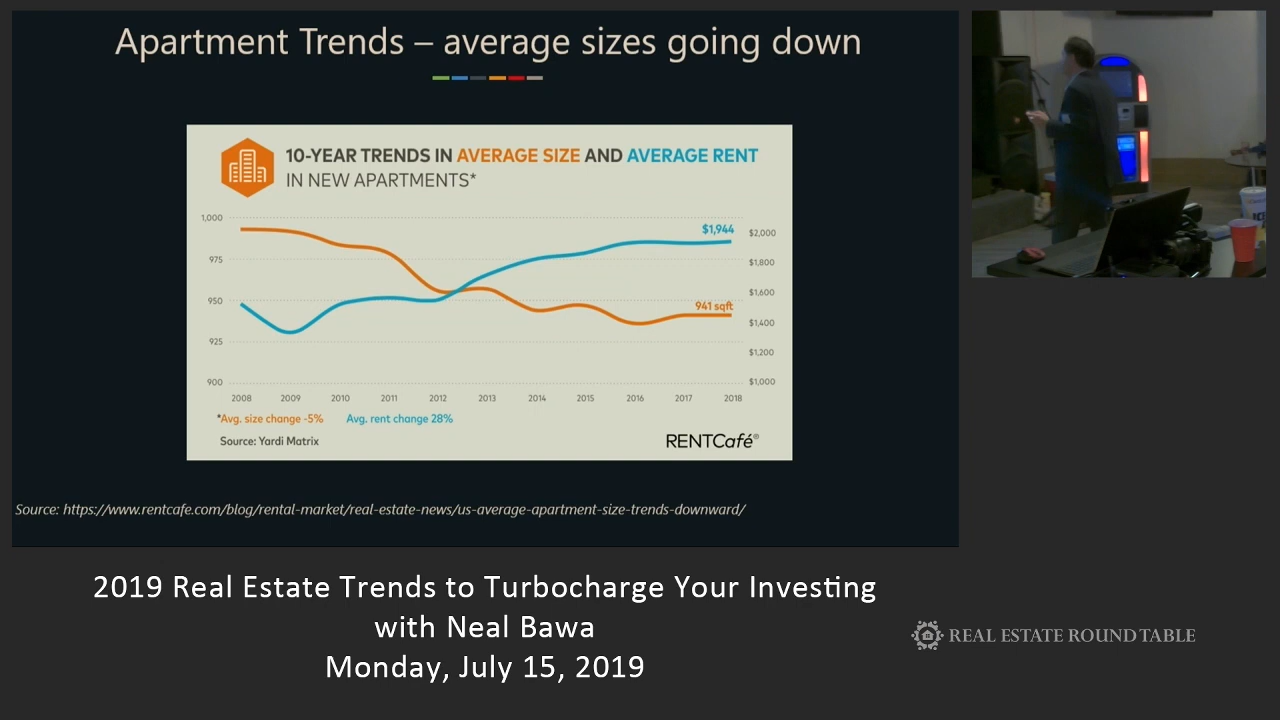 Apartment Trends – average sizes going down
10-YEAR TRENDS IN AVERAGE SIZE AND AVERAGE RENT
IN NEW APARTMENTS*
1,000
975
950
925
900
$1,944
941 sqft
$2,000
$1,800
$1,600
$1,400
$1,200
$1,000
2008 2009 2010 2011 2012 2013 2014 2015 2016 2017 2018
*Avg. size change -5% Avg. rent change 28%
Source: Yardi Matrix
RENTCafé®
Source: https://www.rentcafe.com/blog/rental-market/real-estate-news/us-average-apartment-size-trends-downward/
2019 Real Estate Trends to Turbocharge Your Investing
with Neal Bawa
Monday, July 15, 2019
REAL ESTATE ROUND TABLE